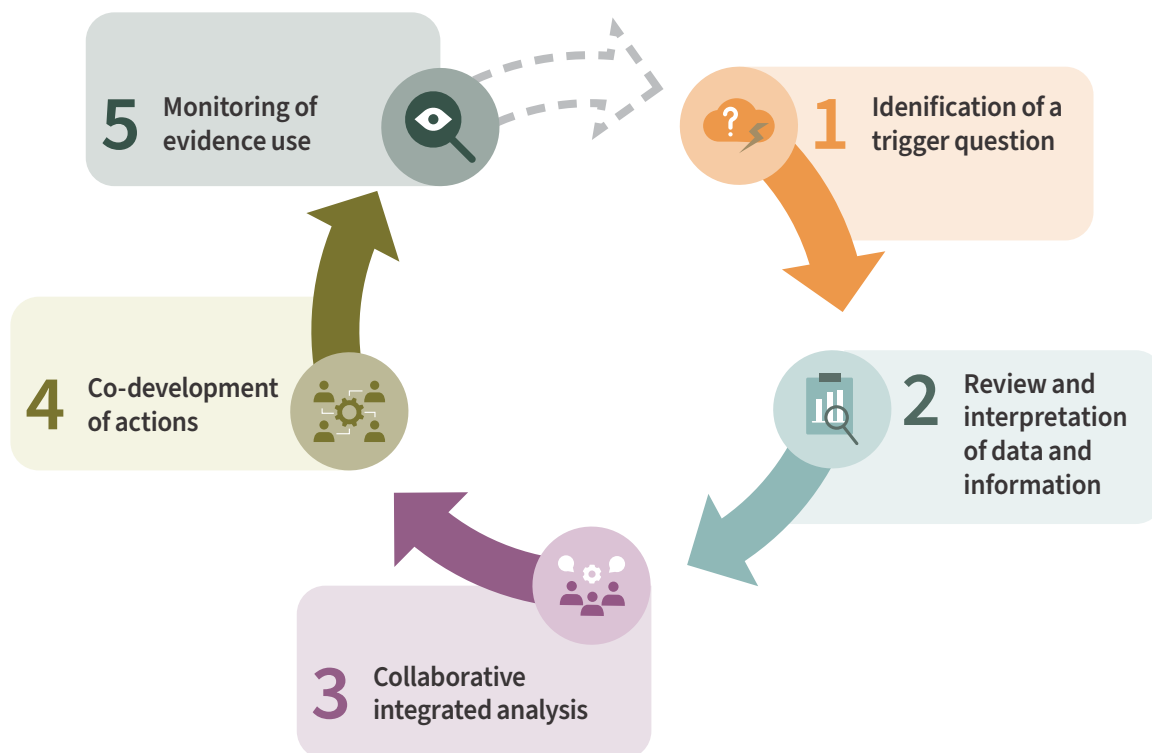 1
Idenification of a
trigger question
2
Review and
interpretation
of data and
information
3
Collaborative
integrated analysis
4
Co-development
of actions
5
Monitoring of
evidence use
?